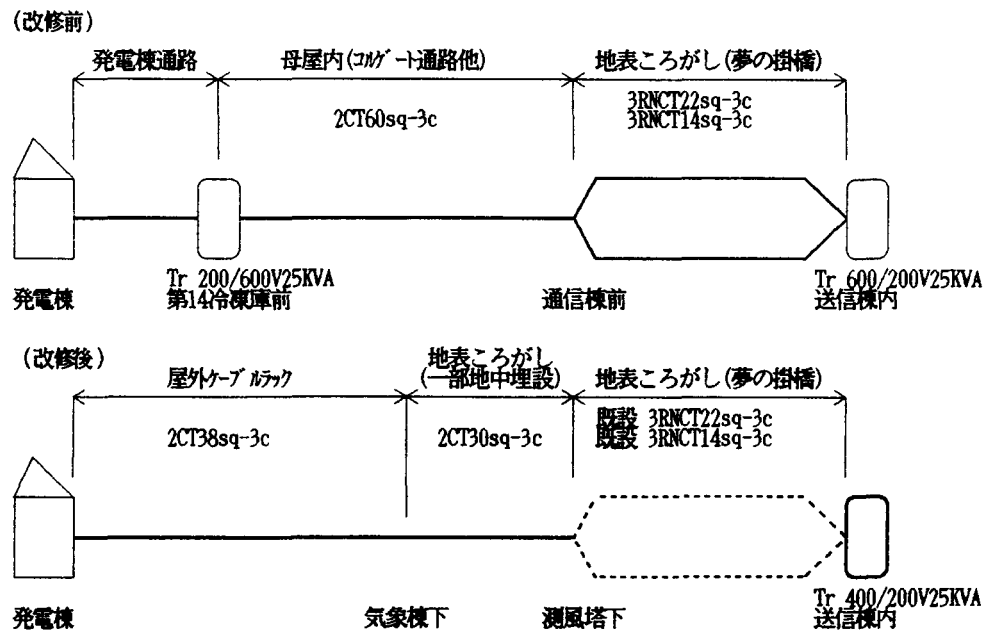 (改修前)
発電棟通路
母屋内(コルゲート通路他)
地表ころがし(夢の掛橋)
2CT60sq-3c
3RNCT22sq-3c
3RNCT14sq-3c
Tr 200/600V25KVA
第14冷凍庫前
Tr 600/200V25KVA
送信棟内
発電棟
通信棟前
(改修後)
屋外ケーブルラック
地表ころがし
(一部地中埋設)
地表ころがし(夢の掛橋)
2CT38sq-3c
2CT30sq-3c
既設 3RNCT22sq-3c
既設 3RNCT14sq-3c
Tr 400/200V25KVA
送信棟内
発電棟
気象棟下
測風塔下